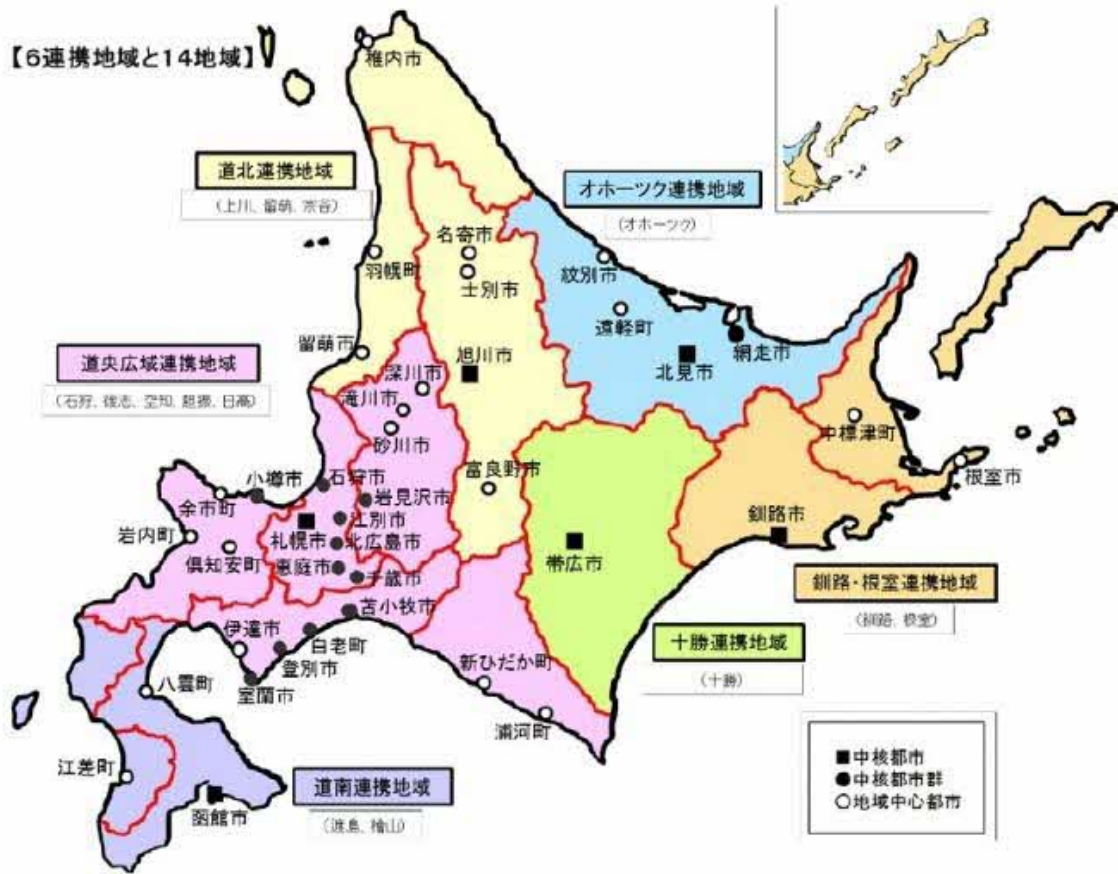 【6連携地域と14地域】
稚内市
道北連携地域
(上川、留萌、宗谷)
オホーツク連携地域
(オホーツク)
名寄市
士別市
羽幌町
紋別市
遠軽町
網走市
北見市
留萌市
旭川市
道央広域連携地域
(石狩、後志、空知、胆振、日高)
深川市
滝川市
砂川市
中標津町
根室市
富良野市
小樽市
石狩市
余市町
岩見沢市
江別市
岩内町
札幌市
北広島市
釧路市
倶知安町
恵庭市
千歳市
帯広市
釧路・根室連携地域
(釧路、根室)
苫小牧市
伊達市
白老町
登別市
室蘭市
十勝連携地域
(十勝)
新ひだか町
浦河町
八雲町
江差町
函館市
道南連携地域
(渡島、檜山)
■中核都市
●中核都市群
○地域中心都市